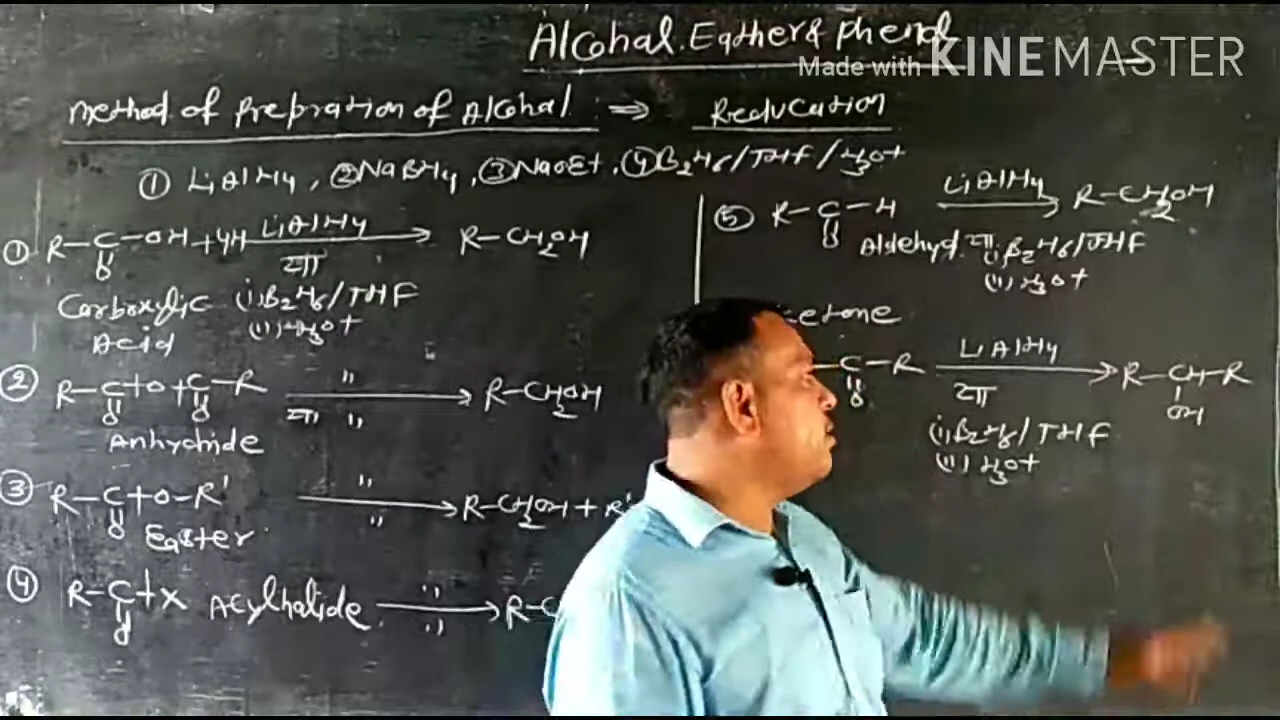 Alcohal. Eather & phenol
Made with KINEMASTER
method of Prepration of Alcohal ⇒ Reducation
① LiAlH4, ② NaBH4, ③ NaOEt, ④ B2H6/THF/H3O+
① R-C-OH + 4H LiAlH4 → R-CH2OH
O
या
Carboxylic (i) B2H6/THF
Acid (ii) H3O+
② R-C+O+C-R " → R-CH2OH
O O या "
Anhydride
③ R-C+O-R' " → R-CH2OH + R'
O "
Easter
④ R-C+X Acylhalide " → R-C
O "
⑤ R-C-H LiAlH4 → R-CH2OH
O
Aldehyd या (i) B2H6/THF
(ii) H3O+
etone
-C-R LiAlH4 → R-CH-R
O या OH
(i) B2H6/THF
(ii) H3O+